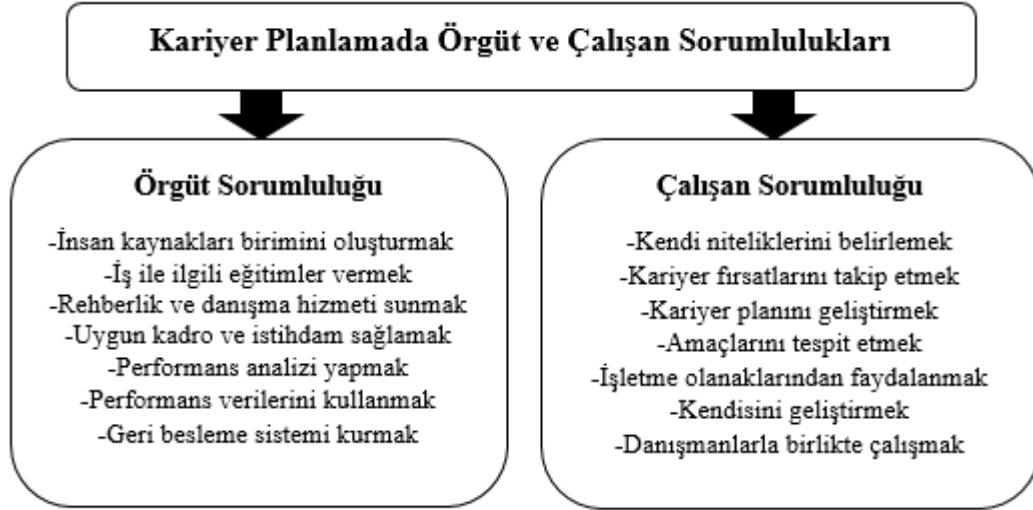 Kariyer Planlamada Örgüt ve Çalışan Sorumlulukları
Örgüt Sorumluluğu
-İnsan kaynakları birimini oluşturmak
-İş ile ilgili eğitimler vermek
-Rehberlik ve danışma hizmeti sunmak
-Uygun kadro ve istihdam sağlamak
-Performans analizi yapmak
-Performans verilerini kullanmak
-Geri besleme sistemi kurmak
Çalışan Sorumluluğu
-Kendi niteliklerini belirlemek
-Kariyer fırsatlarını takip etmek
-Kariyer planını geliştirmek
-Amaçlarını tespit etmek
-İşletme olanaklarından faydalanmak
-Kendisini geliştirmek
-Danışmanlarla birlikte çalışmak